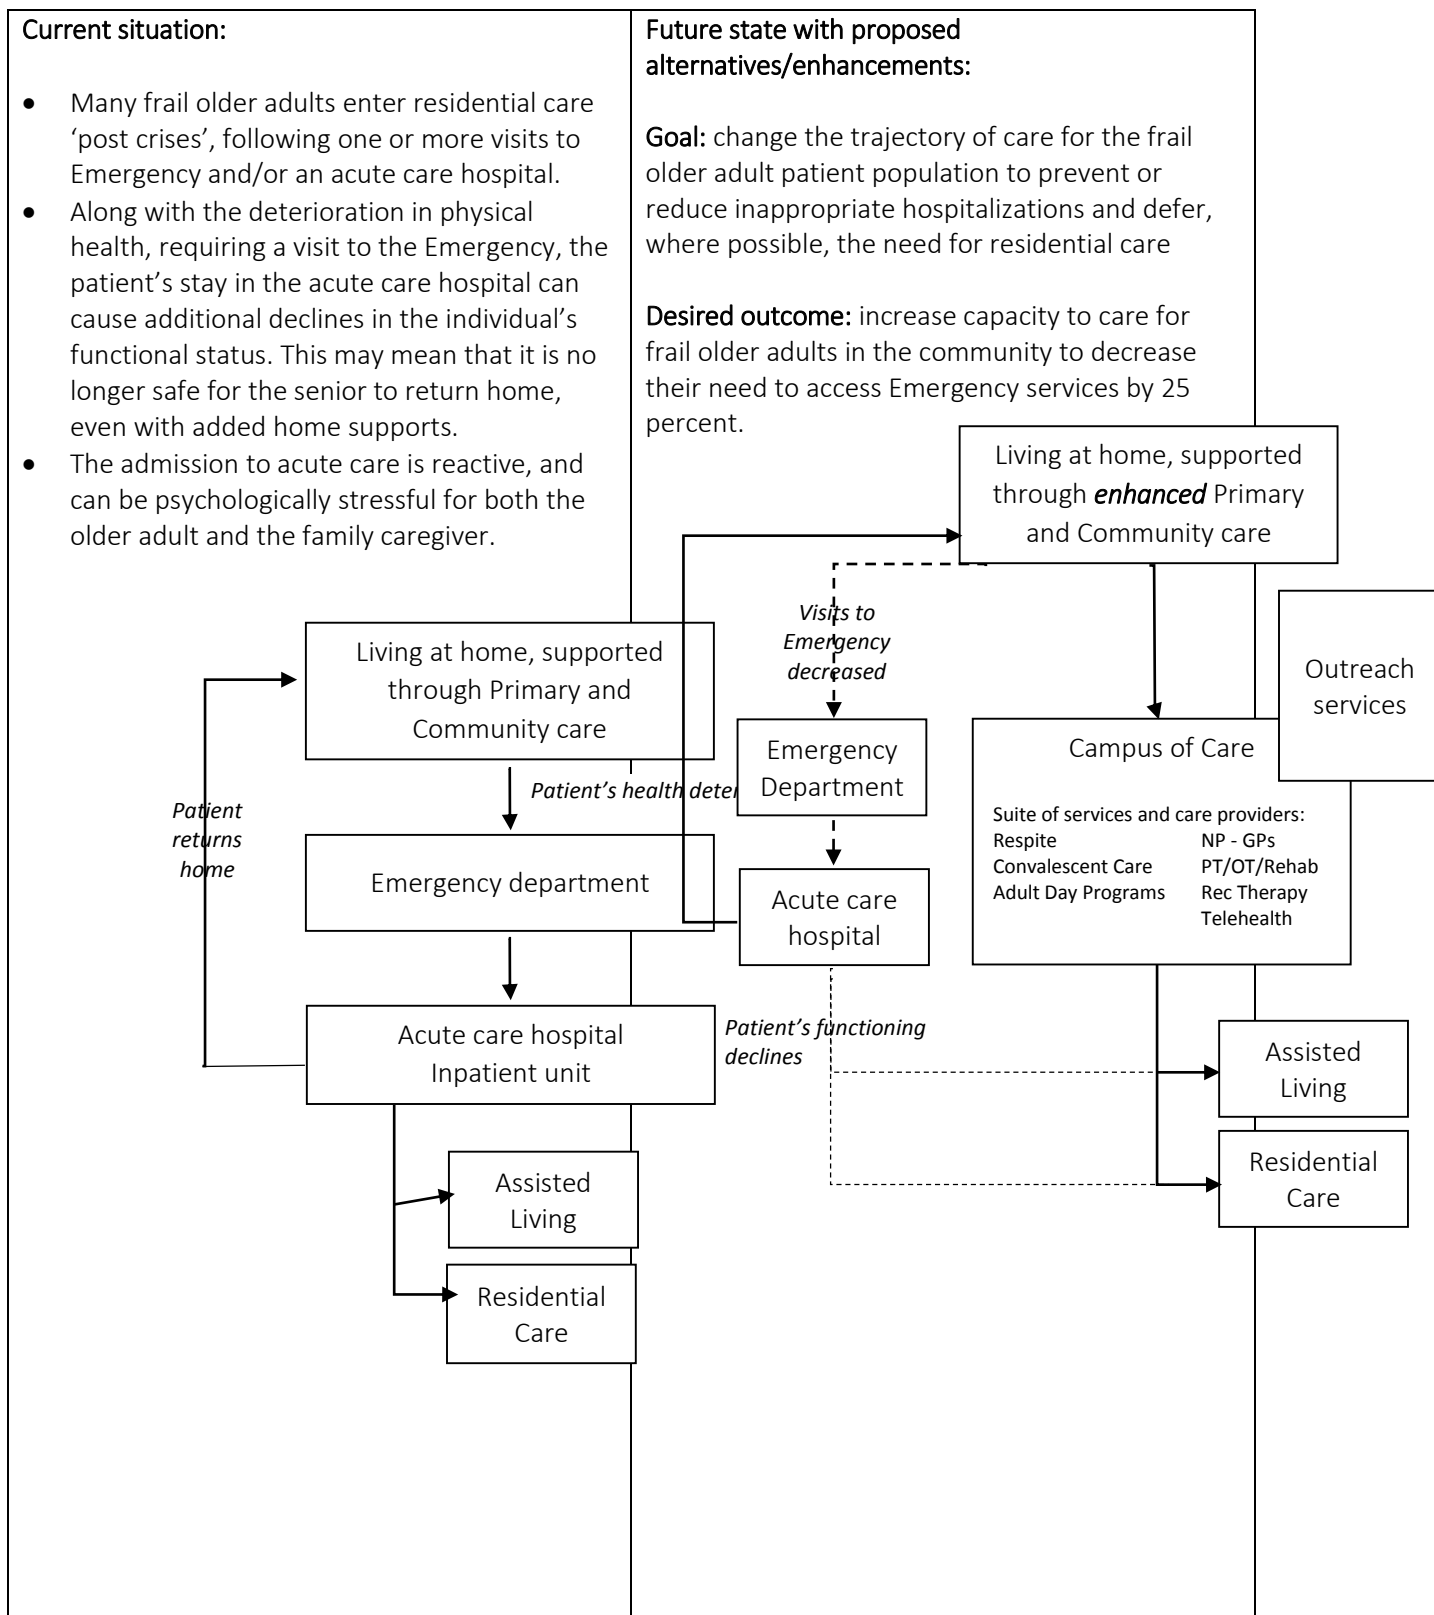 Current situation:
• Many frail older adults enter residential care
‘post crises’, following one or more visits to
Emergency and/or an acute care hospital.
• Along with the deterioration in physical
health, requiring a visit to the Emergency, the
patient’s stay in the acute care hospital can
cause additional declines in the individual’s
functional status. This may mean that it is no
longer safe for the senior to return home,
even with added home supports.
• The admission to acute care is reactive, and
can be psychologically stressful for both the
older adult and the family caregiver.
Living at home, supported
through Primary and
Community care
Patient’s health deter
Patient
returns
home
Emergency department
Acute care hospital
Inpatient unit
Patient’s functioning
declines
Assisted
Living
Residential
Care
Future state with proposed
alternatives/enhancements:
Goal: change the trajectory of care for the frail
older adult patient population to prevent or
reduce inappropriate hospitalizations and defer,
where possible, the need for residential care
Desired outcome: increase capacity to care for
frail older adults in the community to decrease
their need to access Emergency services by 25
percent.
Living at home, supported
through enhanced Primary
and Community care
Visits to
Emergency
decreased
Outreach
services
Emergency
Department
Acute care
hospital
Campus of Care
Suite of services and care providers:
Respite NP - GPs
Convalescent Care PT/OT/Rehab
Adult Day Programs Rec Therapy
Telehealth
Assisted
Living
Residential
Care